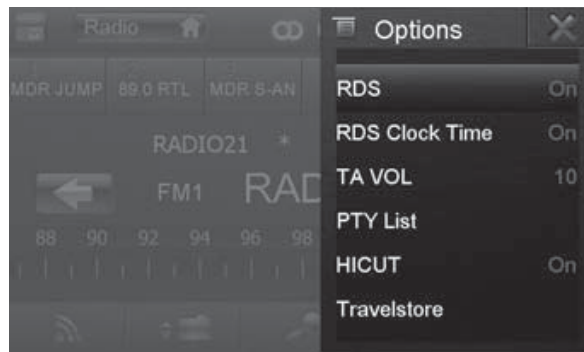 Radio
Options
MDR JUMP 89.0 RTL MDR S-AN
RADIO21 *
FM1 RAD
88 90 92 94 96 98
RDS On
RDS Clock Time On
TA VOL 10
PTY List
HICUT On
Travelstore